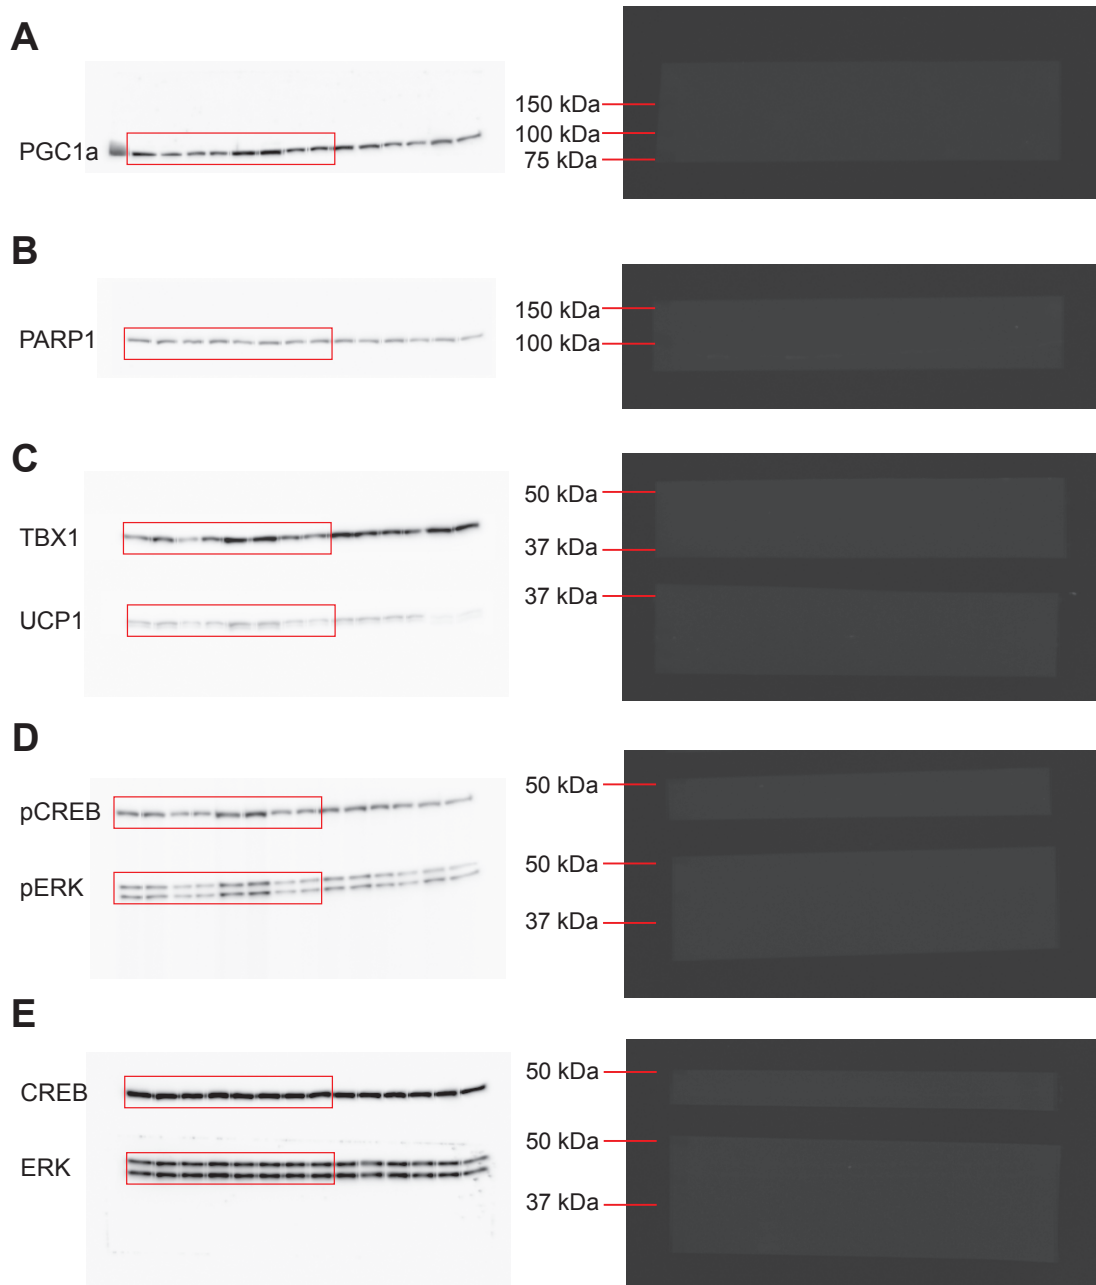 A
PGC1a
150 kDa
100 kDa
75 kDa
B
PARP1
150 kDa
100 kDa
C
TBX1
UCP1
50 kDa
37 kDa
37 kDa
D
pCREB
pERK
50 kDa
50 kDa
37 kDa
E
CREB
ERK
50 kDa
50 kDa
37 kDa